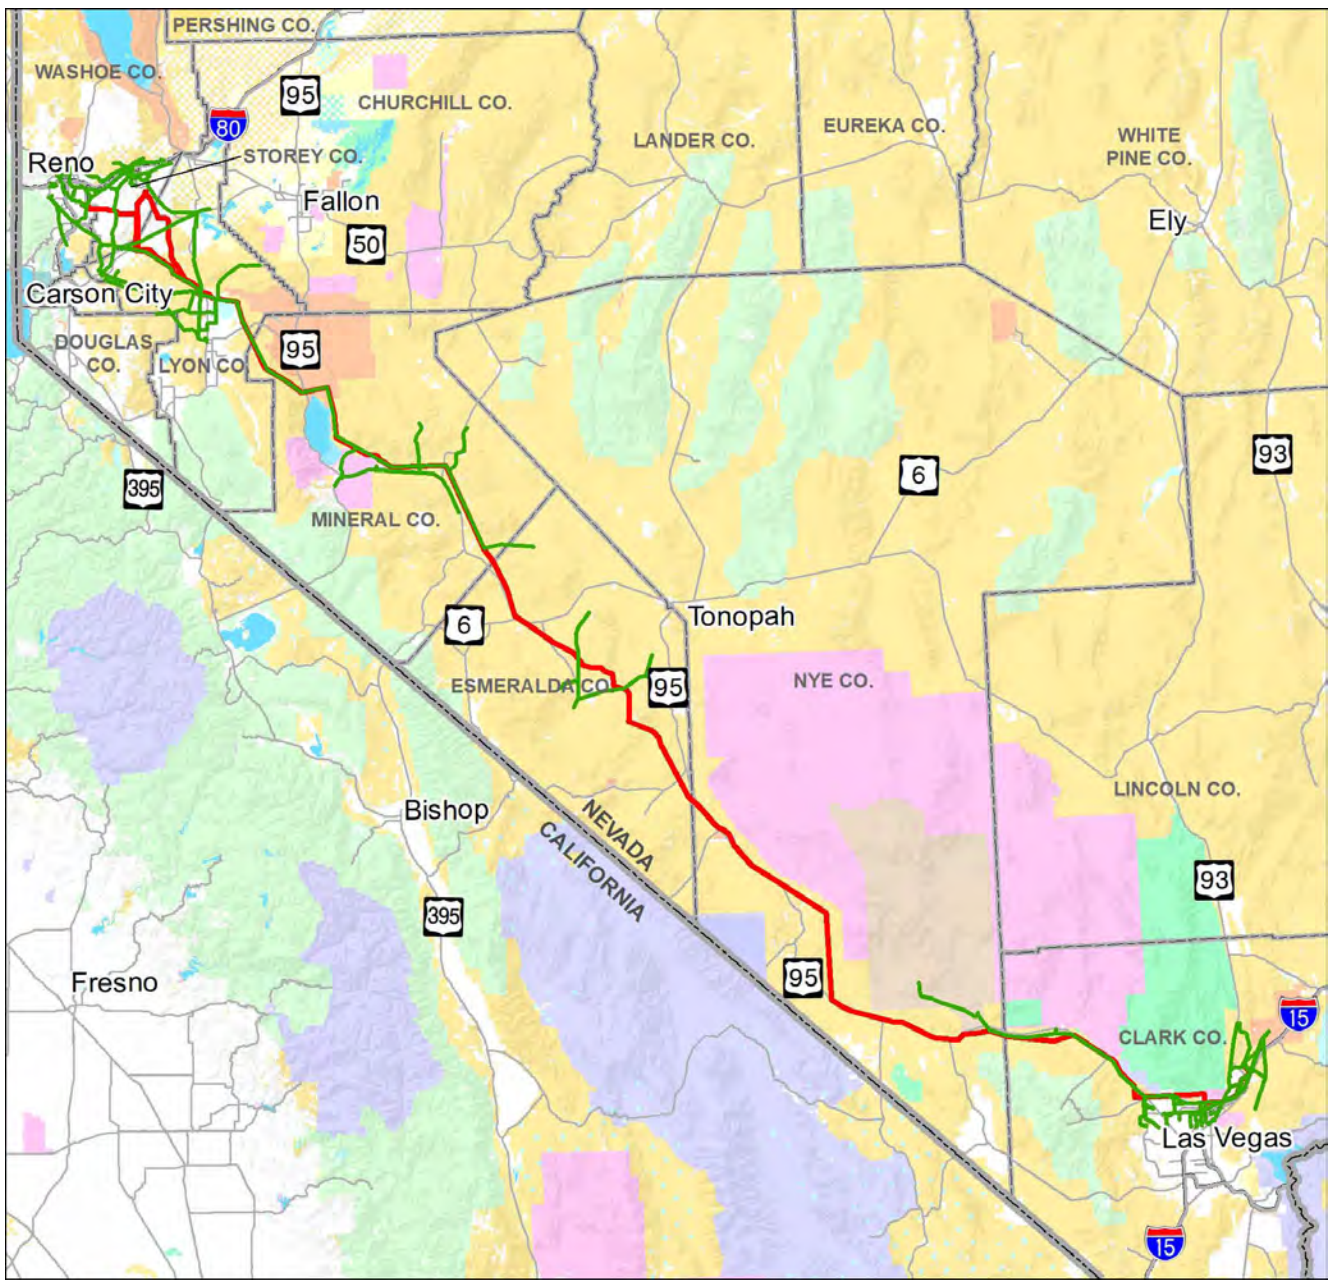 PERSHING CO.
WASHOE CO.
95
CHURCHILL CO.
80
LANDER CO.
EUREKA CO.
WHITE
PINE CO.
Reno
STOREY CO.
Fallon
50
Ely
Carson City
DOUGLAS
CO.
LYON CO.
95
93
6
395
MINERAL CO.
6
Tonopah
ESMERALDA CO.
95
NYE CO.
LINCOLN CO.
Bishop
NEVADA
CALIFORNIA
93
395
Fresno
95
15
CLARK CO.
Las Vegas
15